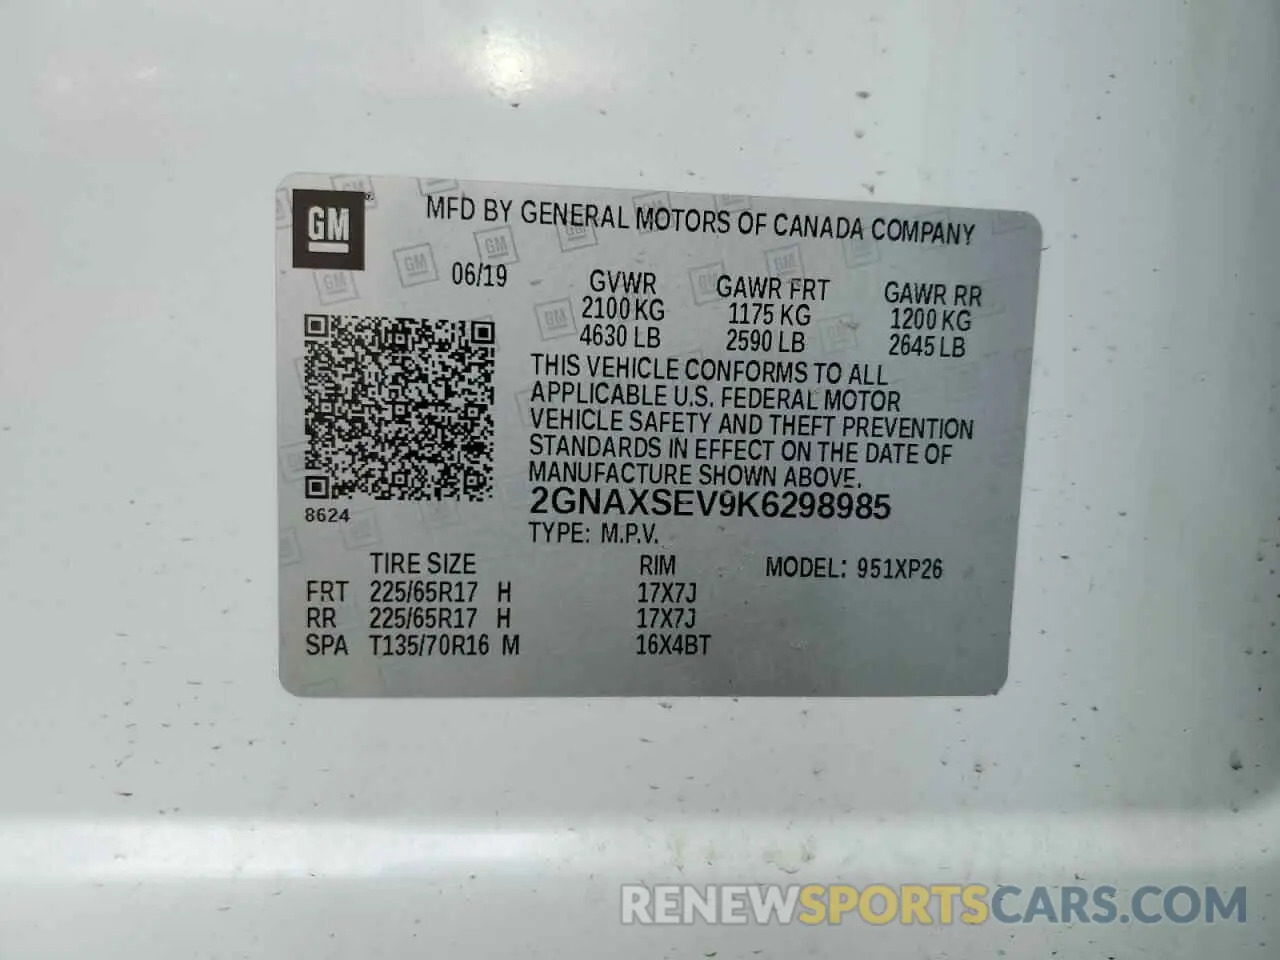 GM
MFD BY GENERAL MOTORS OF CANADA COMPANY
06/19
GVWR GAWR FRT GAWR RR
2100 KG 1175 KG 1200 KG
4630 LB 2590 LB 2645 LB
THIS VEHICLE CONFORMS TO ALL
APPLICABLE U.S. FEDERAL MOTOR
VEHICLE SAFETY AND THEFT PREVENTION
STANDARDS IN EFFECT ON THE DATE OF
MANUFACTURE SHOWN ABOVE.
2GNAXSEV9K6298985
8624
TYPE: M.P.V.
TIRE SIZE RIM MODEL: 951XP26
FRT 225/65R17 H 17X7J
RR 225/65R17 H 17X7J
SPA T135/70R16 M 16X4BT
RENEWSPORTSCARS.COM